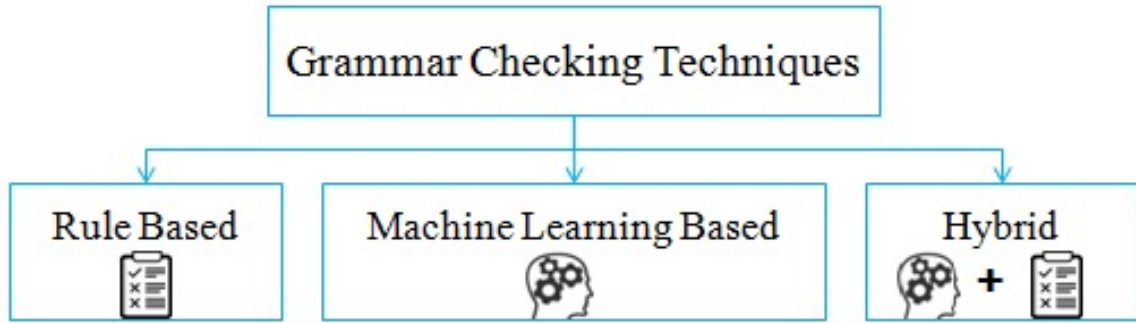 Grammar Checking Techniques
Rule Based
Machine Learning Based
Hybrid
+